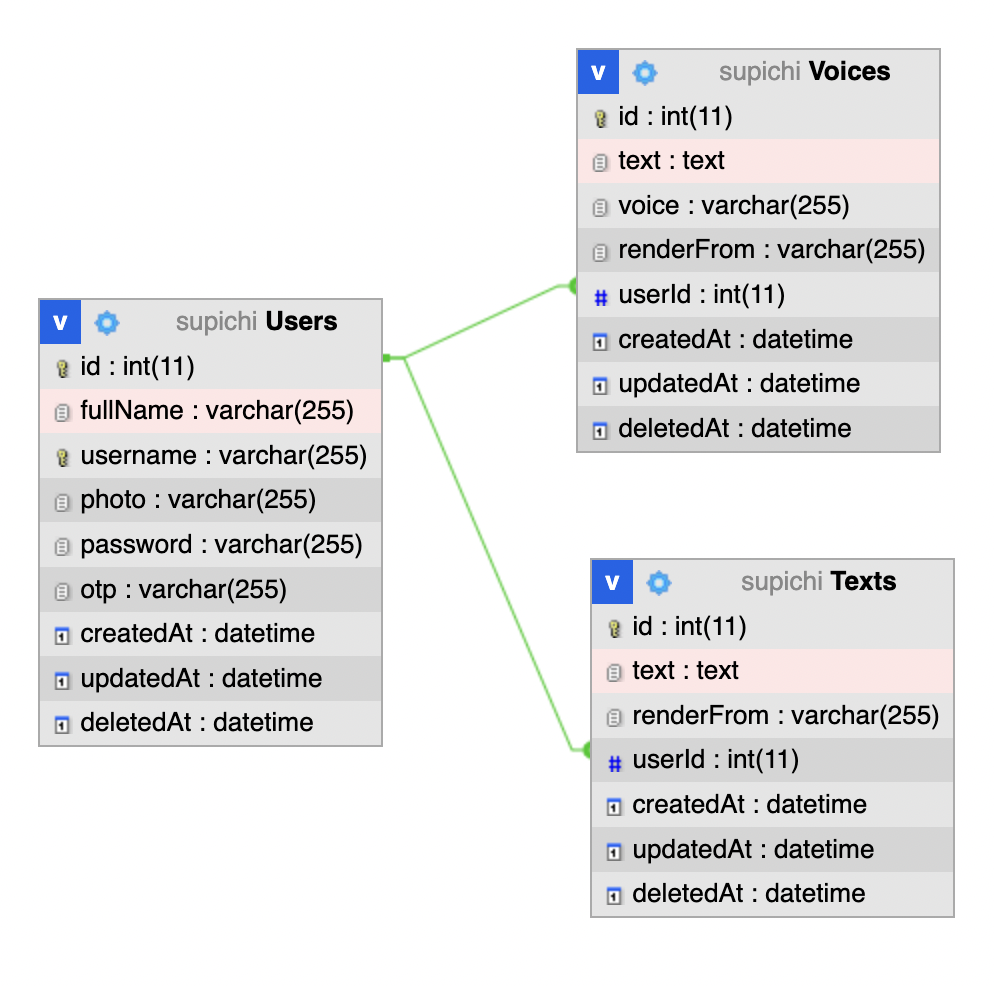 v supichi Voices
id : int(11)
text : text
voice : varchar(255)
renderFrom : varchar(255)
# userId : int(11)
createdAt : datetime
updatedAt : datetime
deletedAt : datetime
v supichi Users
id : int(11)
fullName : varchar(255)
username : varchar(255)
photo : varchar(255)
password : varchar(255)
otp : varchar(255)
createdAt : datetime
updatedAt : datetime
deletedAt : datetime
v supichi Texts
id : int(11)
text : text
renderFrom : varchar(255)
# userId : int(11)
createdAt : datetime
updatedAt : datetime
deletedAt : datetime